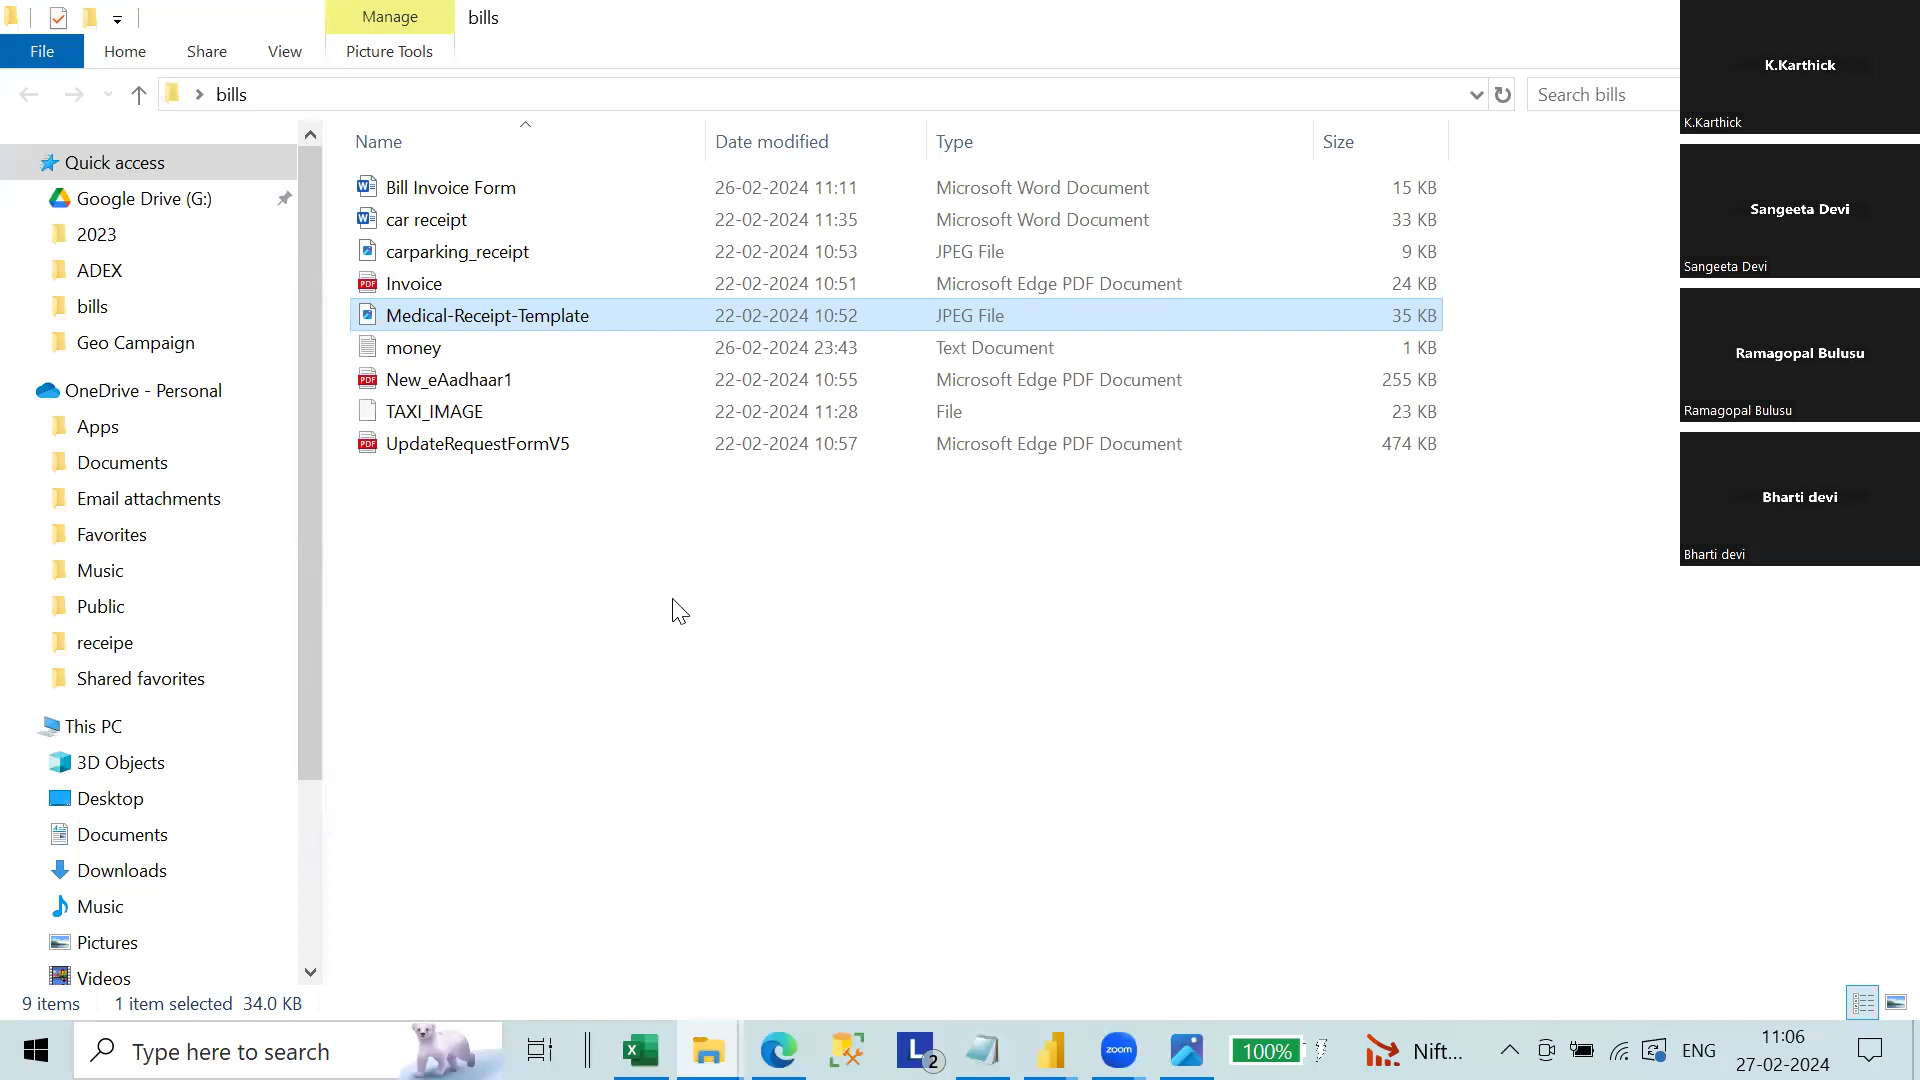 Manage
bills
File
Home
Share
View
Picture Tools
bills
Search bills
Name
Date modified
Type
Size
Quick access
Google Drive (G:)
2023
ADEX
bills
Geo Campaign
OneDrive - Personal
Apps
Documents
Email attachments
Favorites
Music
Public
receipe
Shared favorites
This PC
3D Objects
Desktop
Documents
Downloads
Music
Pictures
Videos
Bill Invoice Form 26-02-2024 11:11 Microsoft Word Document 15 KB
car receipt 22-02-2024 11:35 Microsoft Word Document 33 KB
carparking_receipt 22-02-2024 10:53 JPEG File 9 KB
Invoice 22-02-2024 10:51 Microsoft Edge PDF Document 24 KB
Medical-Receipt-Template 22-02-2024 10:52 JPEG File 35 KB
money 26-02-2024 23:43 Text Document 1 KB
New_eAadhaar1 22-02-2024 10:55 Microsoft Edge PDF Document 255 KB
TAXI_IMAGE 22-02-2024 11:28 File 23 KB
UpdateRequestFormV5 22-02-2024 10:57 Microsoft Edge PDF Document 474 KB
K.Karthick
K.Karthick
Sangeeta Devi
Sangeeta Devi
Ramagopal Bulusu
Ramagopal Bulusu
Bharti devi
Bharti devi
9 items 1 item selected 34.0 KB
Type here to search
L 2
zoom
100%
Nift...
ENG
11:06
27-02-2024